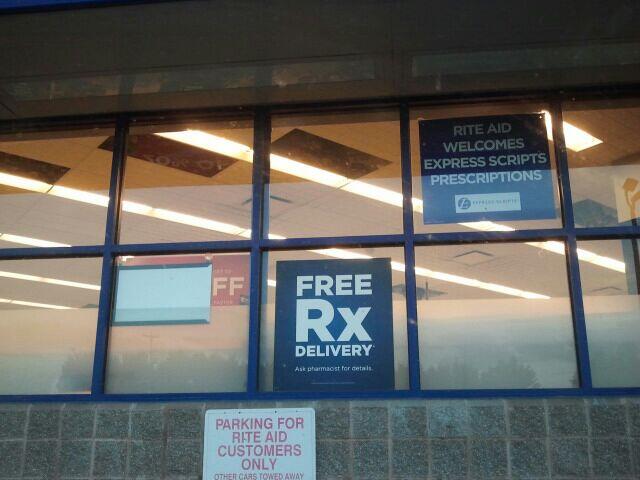 RITE AID
WELCOMES
EXPRESS SCRIPTS
PRESCRIPTIONS
EXPRESS SCRIPTS
FF
FREE
Rx
DELIVERY
Ask pharmacist for details.
PARKING FOR
RITE AID
CUSTOMERS
ONLY
OTHER CARS TOWED AWAY